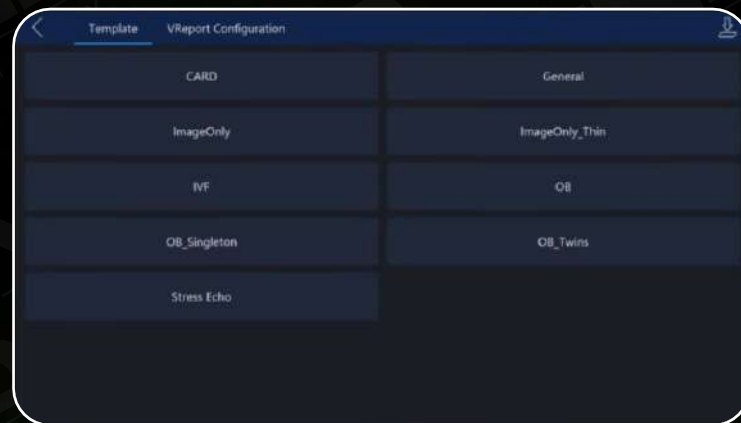 Template VReport Configuration
CARD General
ImageOnly ImageOnly_Thin
IVF OB
OB_Singleton OB_Twins
Stress Echo